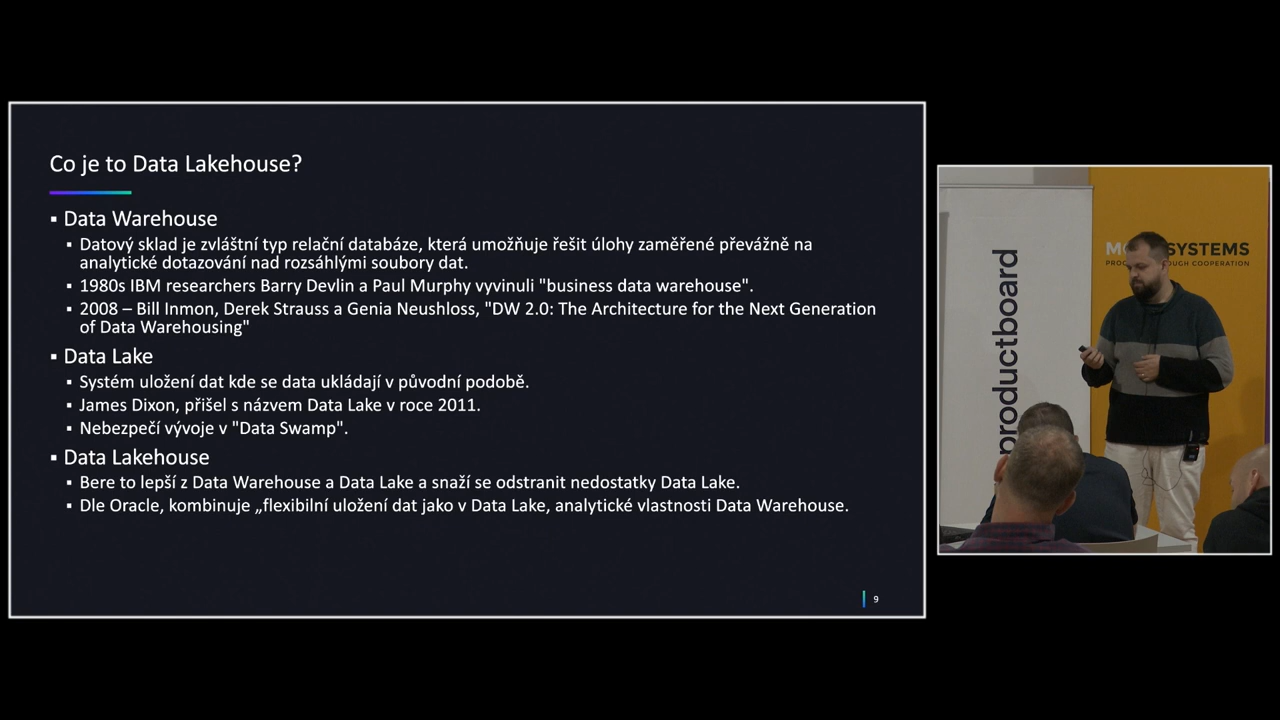 Co je to Data Lakehouse?
▪ Data Warehouse
▪ Datový sklad je zvláštní typ relační databáze, která umožňuje řešit úlohy zaměřené převážně na
analytické dotazování nad rozsáhlými soubory dat.
▪ 1980s IBM researchers Barry Devlin a Paul Murphy vyvinuli "business data warehouse".
▪ 2008 – Bill Inmon, Derek Strauss a Genia Neushloss, "DW 2.0: The Architecture for the Next Generation
of Data Warehousing"
▪ Data Lake
▪ Systém uložení dat kde se data ukládají v původní podobě.
▪ James Dixon, přišel s názvem Data Lake v roce 2011.
▪ Nebezpečí vývoje v "Data Swamp".
▪ Data Lakehouse
▪ Bere to lepší z Data Warehouse a Data Lake a snaží se odstranit nedostatky Data Lake.
▪ Dle Oracle, kombinuje „flexibilní uložení dat jako v Data Lake, analytické vlastnosti Data Warehouse.
9
productboard
SYSTEMS
COOPERATION